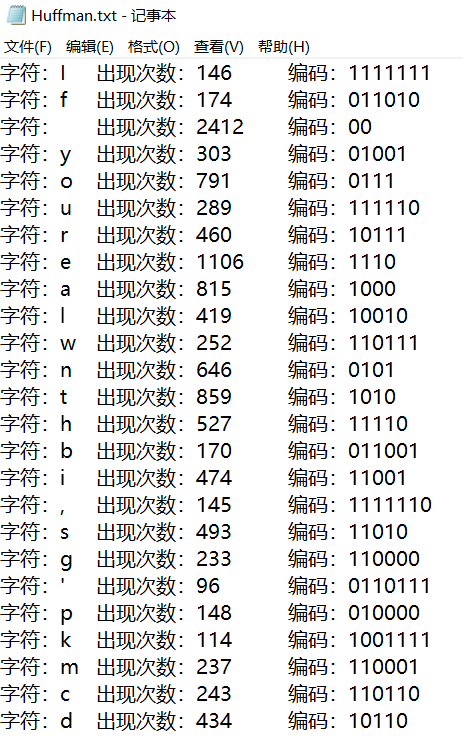 Huffman.txt - 记事本
文件(F) 编辑(E) 格式(O) 查看(V) 帮助(H)
字符：I 出现次数：146 编码：1111111
字符：f 出现次数：174 编码：011010
字符：  出现次数：2412 编码：00
字符：y 出现次数：303 编码：01001
字符：o 出现次数：791 编码：0111
字符：u 出现次数：289 编码：111110
字符：r 出现次数：460 编码：10111
字符：e 出现次数：1106 编码：1110
字符：a 出现次数：815 编码：1000
字符：l 出现次数：419 编码：10010
字符：w 出现次数：252 编码：110111
字符：n 出现次数：646 编码：0101
字符：t 出现次数：859 编码：1010
字符：h 出现次数：527 编码：11110
字符：b 出现次数：170 编码：011001
字符：i 出现次数：474 编码：11001
字符：, 出现次数：145 编码：1111110
字符：s 出现次数：493 编码：11010
字符：g 出现次数：233 编码：110000
字符：' 出现次数：96 编码：0110111
字符：p 出现次数：148 编码：010000
字符：k 出现次数：114 编码：1001111
字符：m 出现次数：237 编码：110001
字符：c 出现次数：243 编码：110110
字符：d 出现次数：434 编码：10110